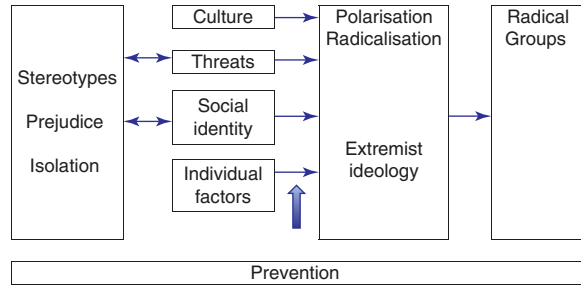 Stereotypes
Prejudice
Isolation
Culture
Threats
Social
identity
Individual
factors
Polarisation
Radicalisation
Extremist
ideology
Radical
Groups
Prevention